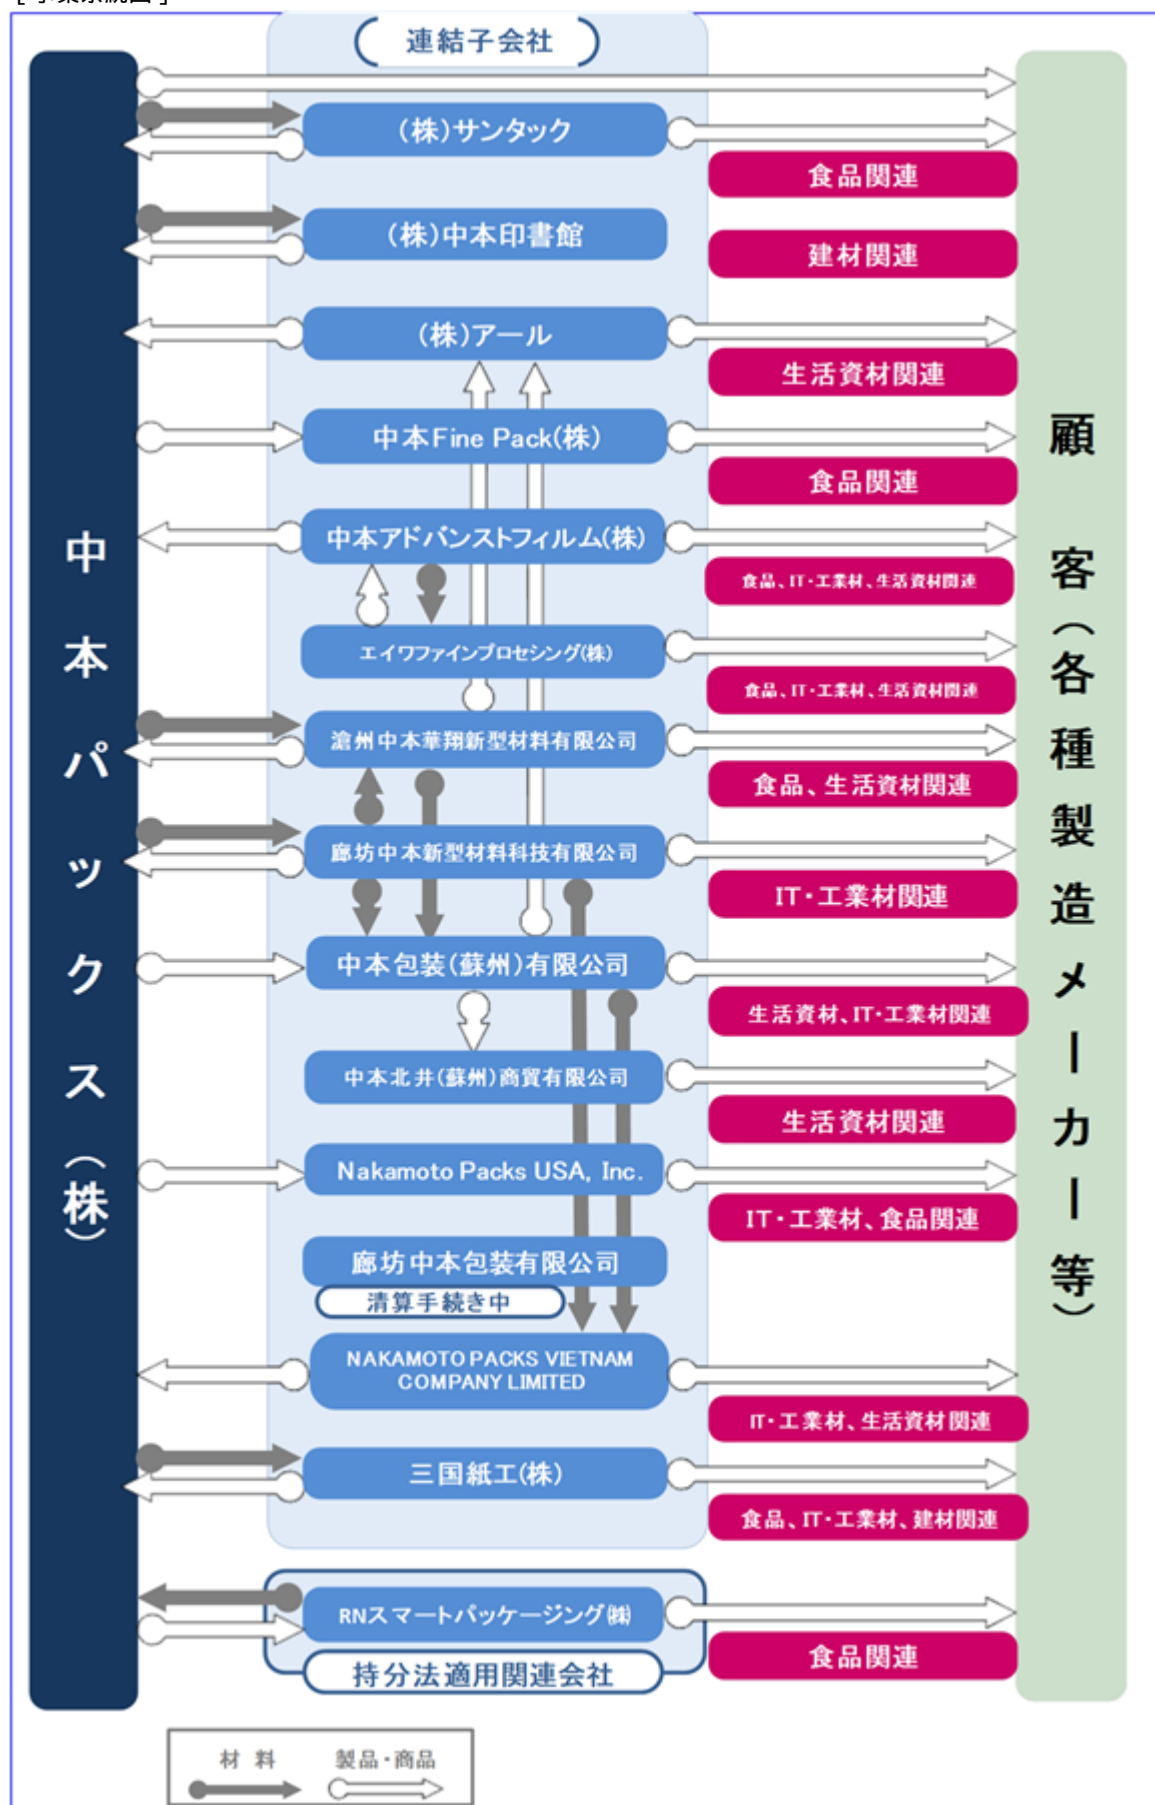 [事業系統図]
連結子会社
中本パックス(株)
顧 客(各種製造メーカー等)
(株)サンタック
食品関連
(株)中本印書館
建材関連
(株)アール
生活資材関連
中本Fine Pack(株)
食品関連
中本アドバンストフィルム(株)
食品、IT・工業材、生活資材関連
エイワファインプロセシング(株)
食品、IT・工業材、生活資材関連
滄州中本華翔新型材料有限公司
食品、生活資材関連
廊坊中本新型材料科技有限公司
IT・工業材関連
中本包装(蘇州)有限公司
生活資材、IT・工業材関連
中本北井(蘇州)商貿有限公司
生活資材関連
Nakamoto Packs USA, Inc.
IT・工業材、食品関連
廊坊中本包装有限公司
清算手続き中
NAKAMOTO PACKS VIETNAM
COMPANY LIMITED
IT・工業材、生活資材関連
三国紙工(株)
食品、IT・工業材、建材関連
RNスマートパッケージング㈱
食品関連
持分法適用関連会社
材 料 製品・商品